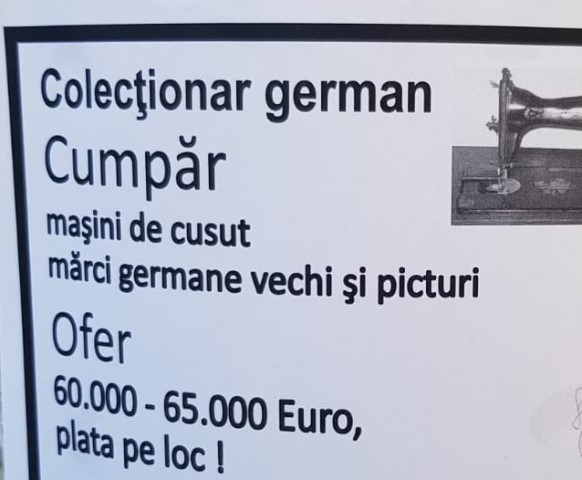 Colecţionar german
Cumpăr
maşini de cusut
mărci germane vechi şi picturi
Ofer
60.000 - 65.000 Euro,
plata pe loc !